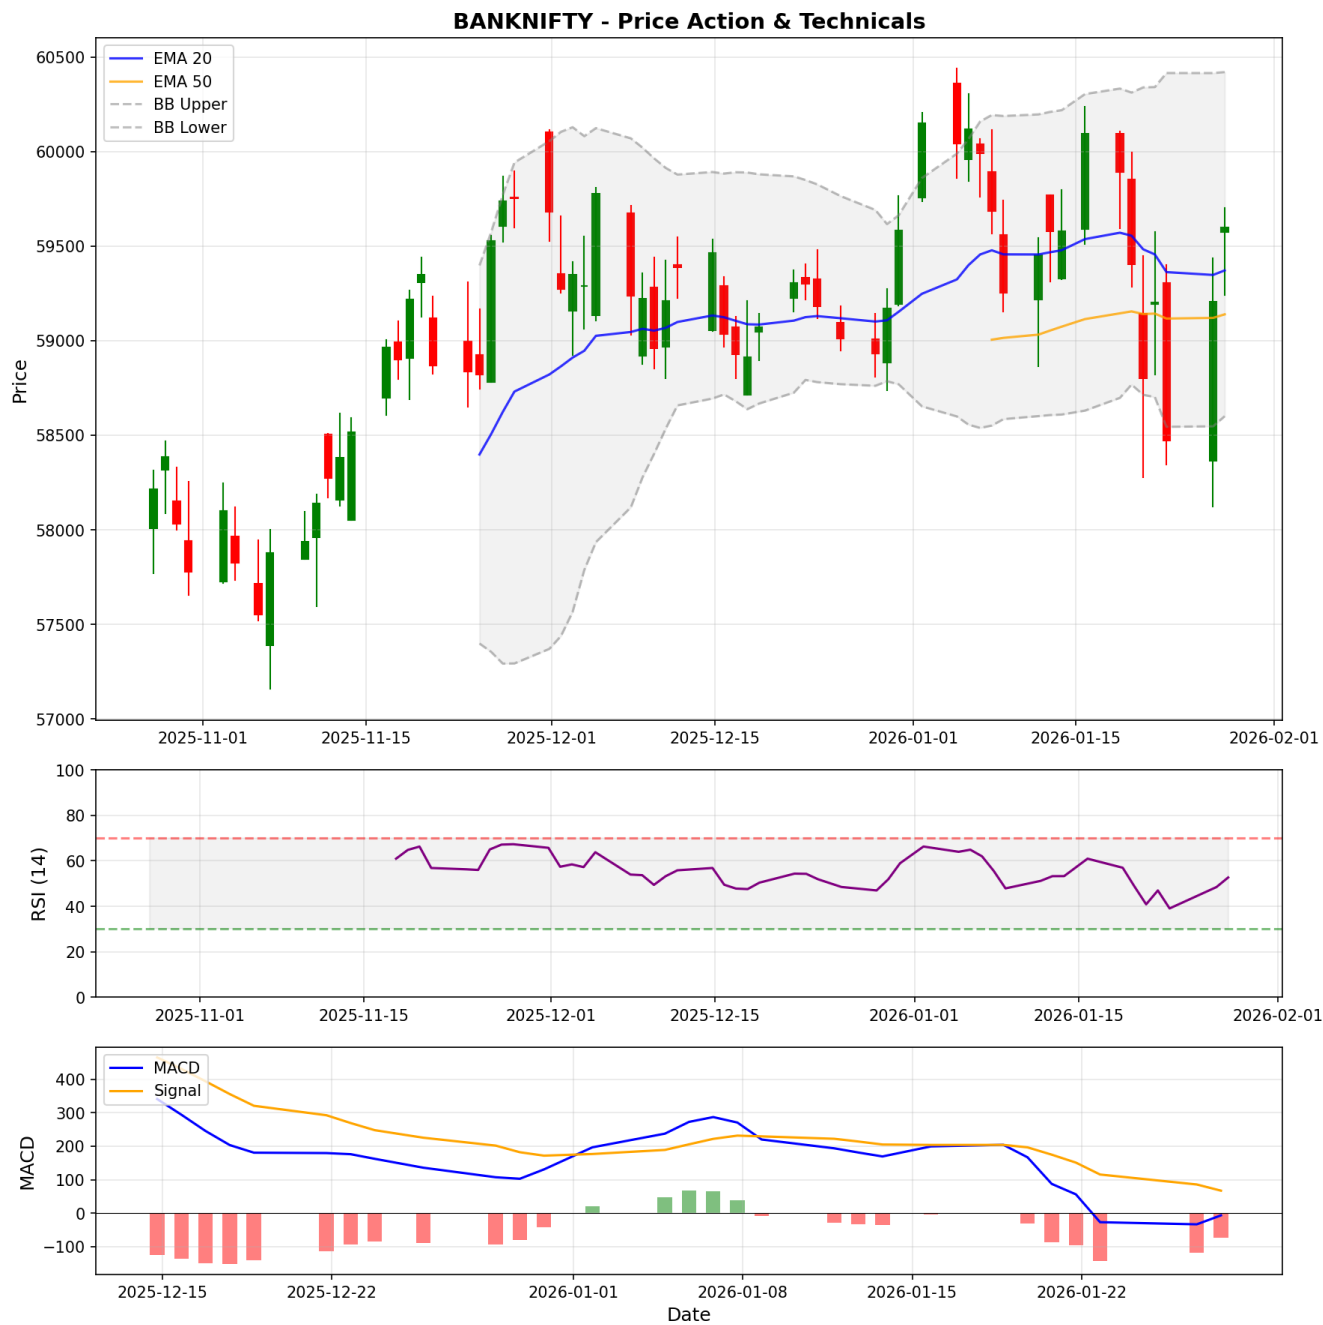 BANKNIFTY - Price Action & Technicals
EMA 20
EMA 50
BB Upper
BB Lower
60500
60000
59500
59000
58500
58000
57500
57000
Price
2025-11-01 2025-11-15 2025-12-01 2025-12-15 2026-01-01 2026-01-15 2026-02-01
100
80
60
40
20
0
RSI (14)
2025-11-01 2025-11-15 2025-12-01 2025-12-15 2026-01-01 2026-01-15 2026-02-01
MACD
Signal
400
300
200
100
0
−100
MACD
2025-12-15 2025-12-22 2026-01-01 2026-01-08 2026-01-15 2026-01-22
Date